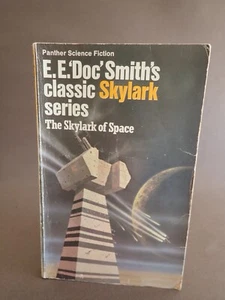 Panther Science Fiction
E.E.'Doc' Smith's
classic Skylark
series
The Skylark of Space